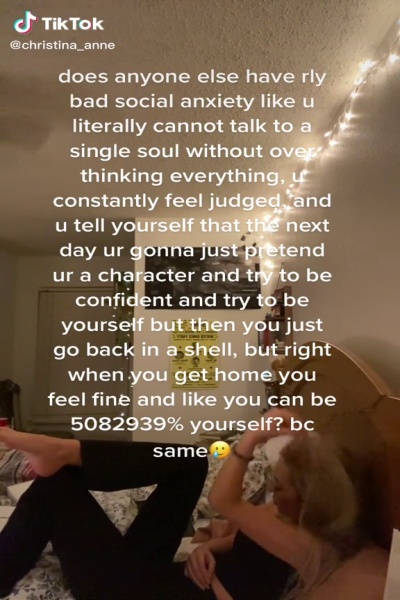 TikTok
@christina_anne
does anyone else have rly
bad social anxiety like u
literally cannot talk to a
single soul without over
thinking everything, u
constantly feel judged, and
u tell yourself that the next
day ur gonna just pretend
ur a character and try to be
confident and try to be
yourself but then you just
go back in a shell, but right
when you get home you
feel fine and like you can be
5082939% yourself? bc
same🥲